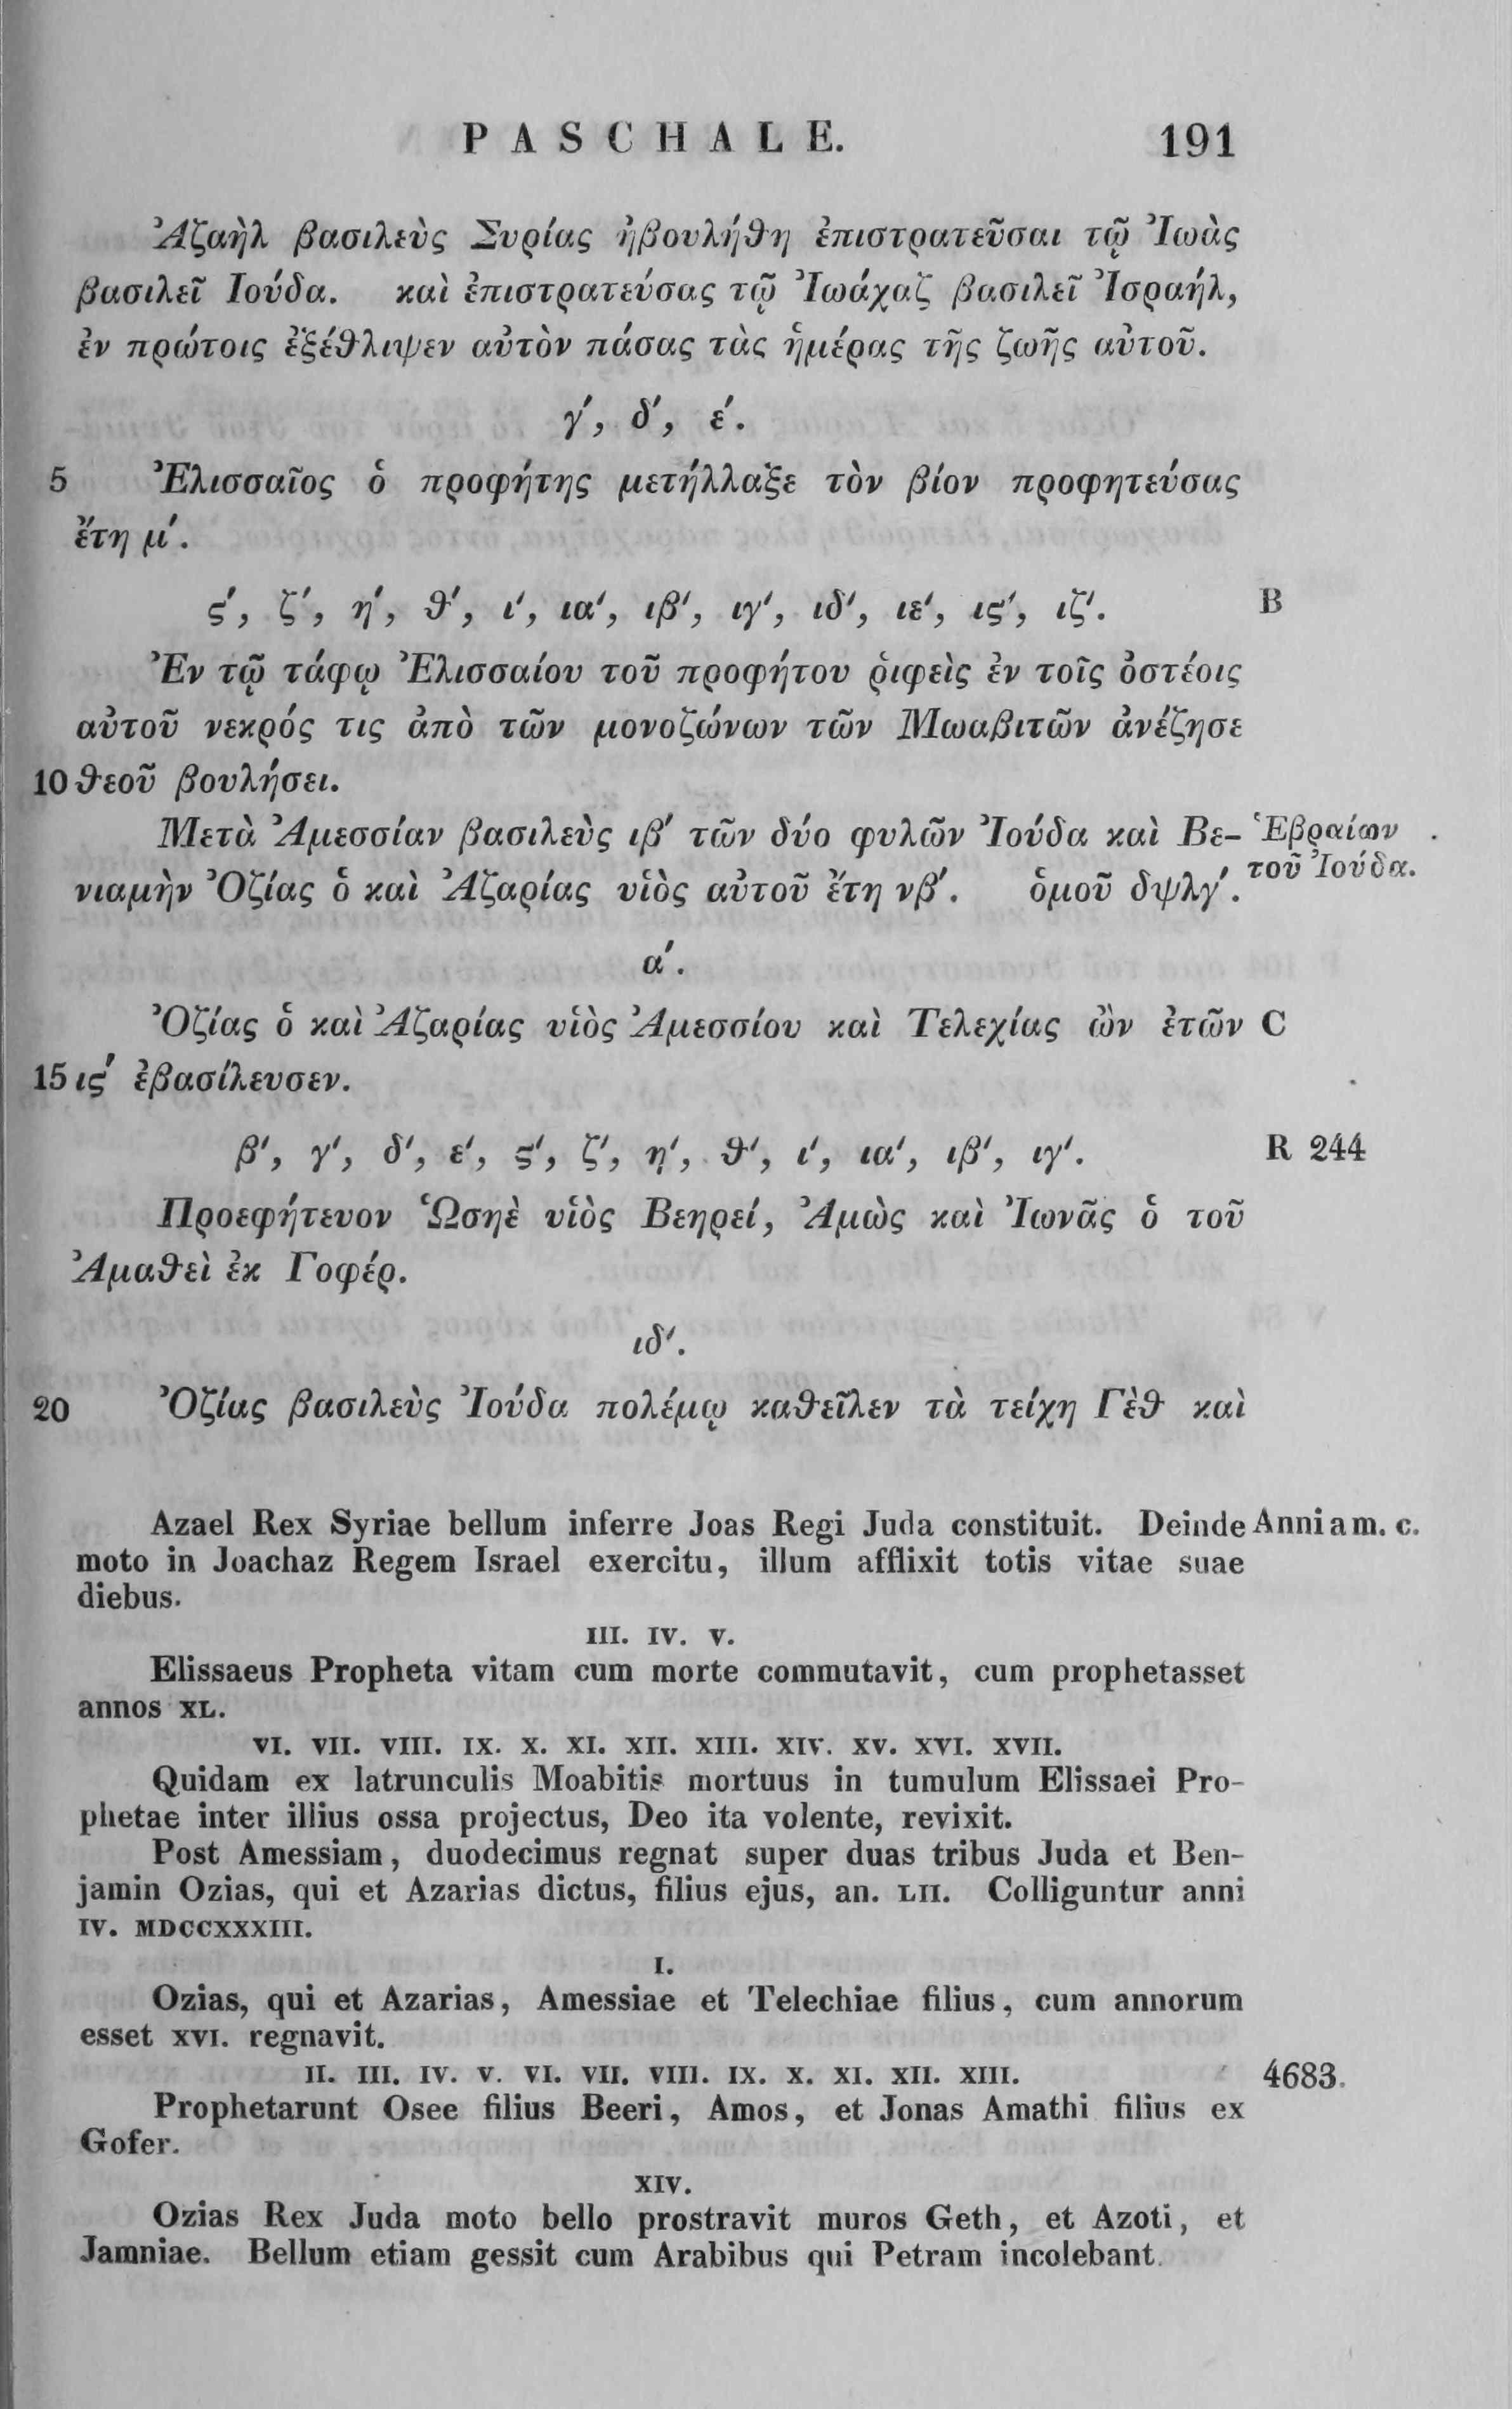 PASCHALE. 191
Ἀζαὴλ βασιλεὺς Συρίας ἠβουλήθη ἐπιστρατεῦσαι τῷ Ἰωὰς
βασιλεῖ Ιούδα. καὶ ἐπιστρατεύσας τῷ Ἰωάχαζ βασιλεῖ Ἰσραήλ,
ἐν πρώτοις ἐξέθλιψεν αὐτὸν πάσας τὰς ἡμέρας τῆς ζωῆς αὐτοῦ.
γ΄, δ΄, ε΄.
5 Ἐλισσαῖος ὁ προφήτης μετήλλαξε τὸν βίον προφητεύσας
ἔτη μ΄.
ς΄, ζ΄, η΄, θ΄, ι΄, ια΄, ιβ΄, ιγ΄, ιδ΄, ιε΄, ις΄, ιζ΄. B
Ἐν τῷ τάφῳ Ἐλισσαίου τοῦ προφήτου ῥιφεὶς ἐν τοῖς ὀστέοις
αὐτοῦ νεκρός τις ἀπὸ τῶν μονοζώνων τῶν Μωαβιτῶν ἀνέζησε
10 θεοῦ βουλήσει.
Μετὰ Ἀμεσσίαν βασιλεὺς ιβ΄ τῶν δύο φυλῶν Ἰούδα καὶ Βε- Ἑβραίων
νιαμὴν Ὀζίας ὁ καὶ Ἀζαρίας υἱὸς αὐτοῦ ἔτη νβ΄. ὁμοῦ δψλγ΄. τοῦ Ἰούδα.
α΄.
Ὀζίας ὁ καὶ Ἀζαρίας υἱὸς Ἀμεσσίου καὶ Τελεχίας ὢν ἐτῶν C
15 ις΄ ἐβασίλευσεν.
β΄, γ΄, δ΄, ε΄, ς΄, ζ΄, η΄, θ΄, ι΄, ια΄, ιβ΄, ιγ΄. R 244
Προεφήτευον Ὡσηὲ υἱὸς Βεηρεί, Ἀμὼς καὶ Ἰωνᾶς ὁ τοῦ
Ἀμαθεὶ ἐκ Γοφέρ.
ιδ΄.
20 Ὀζίας βασιλεὺς Ἰούδα πολέμῳ καθεῖλεν τὰ τείχη Γὲθ καὶ
Azael Rex Syriae bellum inferre Joas Regi Juda constituit. Deinde Anni a m. c.
moto in Joachaz Regem Israel exercitu, illum afflixit totis vitae suae
diebus.
III. IV. V.
Elissaeus Propheta vitam cum morte commutavit, cum prophetasset
annos XL.
VI. VII. VIII. IX. X. XI. XII. XIII. XIV. XV. XVI. XVII.
Quidam ex latrunculis Moabitis mortuus in tumulum Elissaei Pro-
phetae inter illius ossa projectus, Deo ita volente, revixit.
Post Amessiam, duodecimus regnat super duas tribus Juda et Ben-
jamin Ozias, qui et Azarias dictus, filius ejus, an. LII. Colliguntur anni
IV. MDCCXXXIII.
I.
Ozias, qui et Azarias, Amessiae et Telechiae filius, cum annorum
esset XVI. regnavit.
II. III. IV. V. VI. VII. VIII. IX. X. XI. XII. XIII. 4683.
Prophetarunt Osee filius Beeri, Amos, et Jonas Amathi filius ex
Gofer.
XIV.
Ozias Rex Juda moto bello prostravit muros Geth, et Azoti, et
Jamniae. Bellum etiam gessit cum Arabibus qui Petram incolebant.